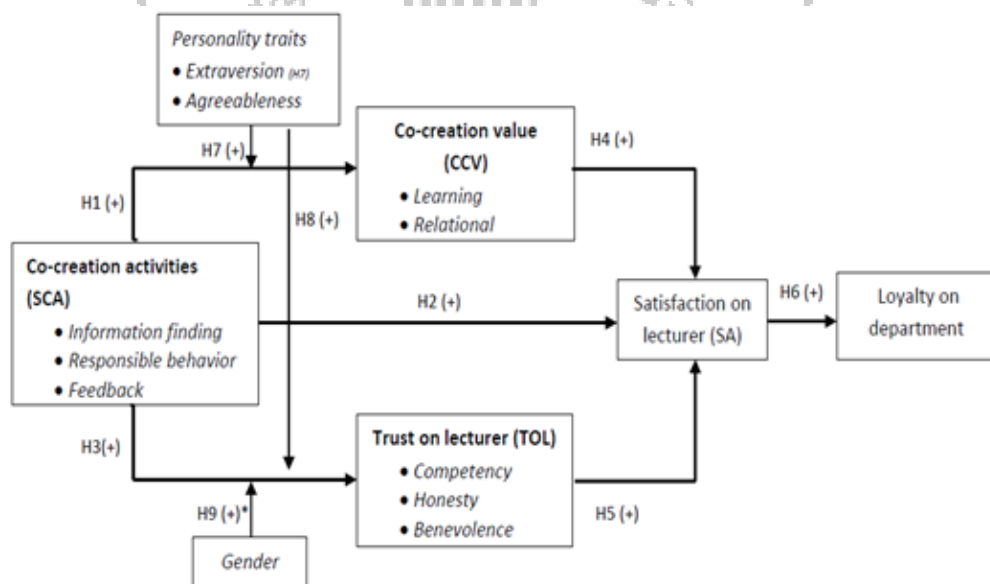 Personality traits
• Extraversion (H7)
• Agreeableness
H7 (+)
Co-creation value
(CCV)
• Learning
• Relational
H4 (+)
H1 (+)
H8 (+)
Co-creation activities
(SCA)
• Information finding
• Responsible behavior
• Feedback
H2 (+)
Satisfaction on
lecturer (SA)
H6 (+)
Loyalty on
department
H3(+)
Trust on lecturer (TOL)
• Competency
• Honesty
• Benevolence
H9 (+)*
H5 (+)
Gender